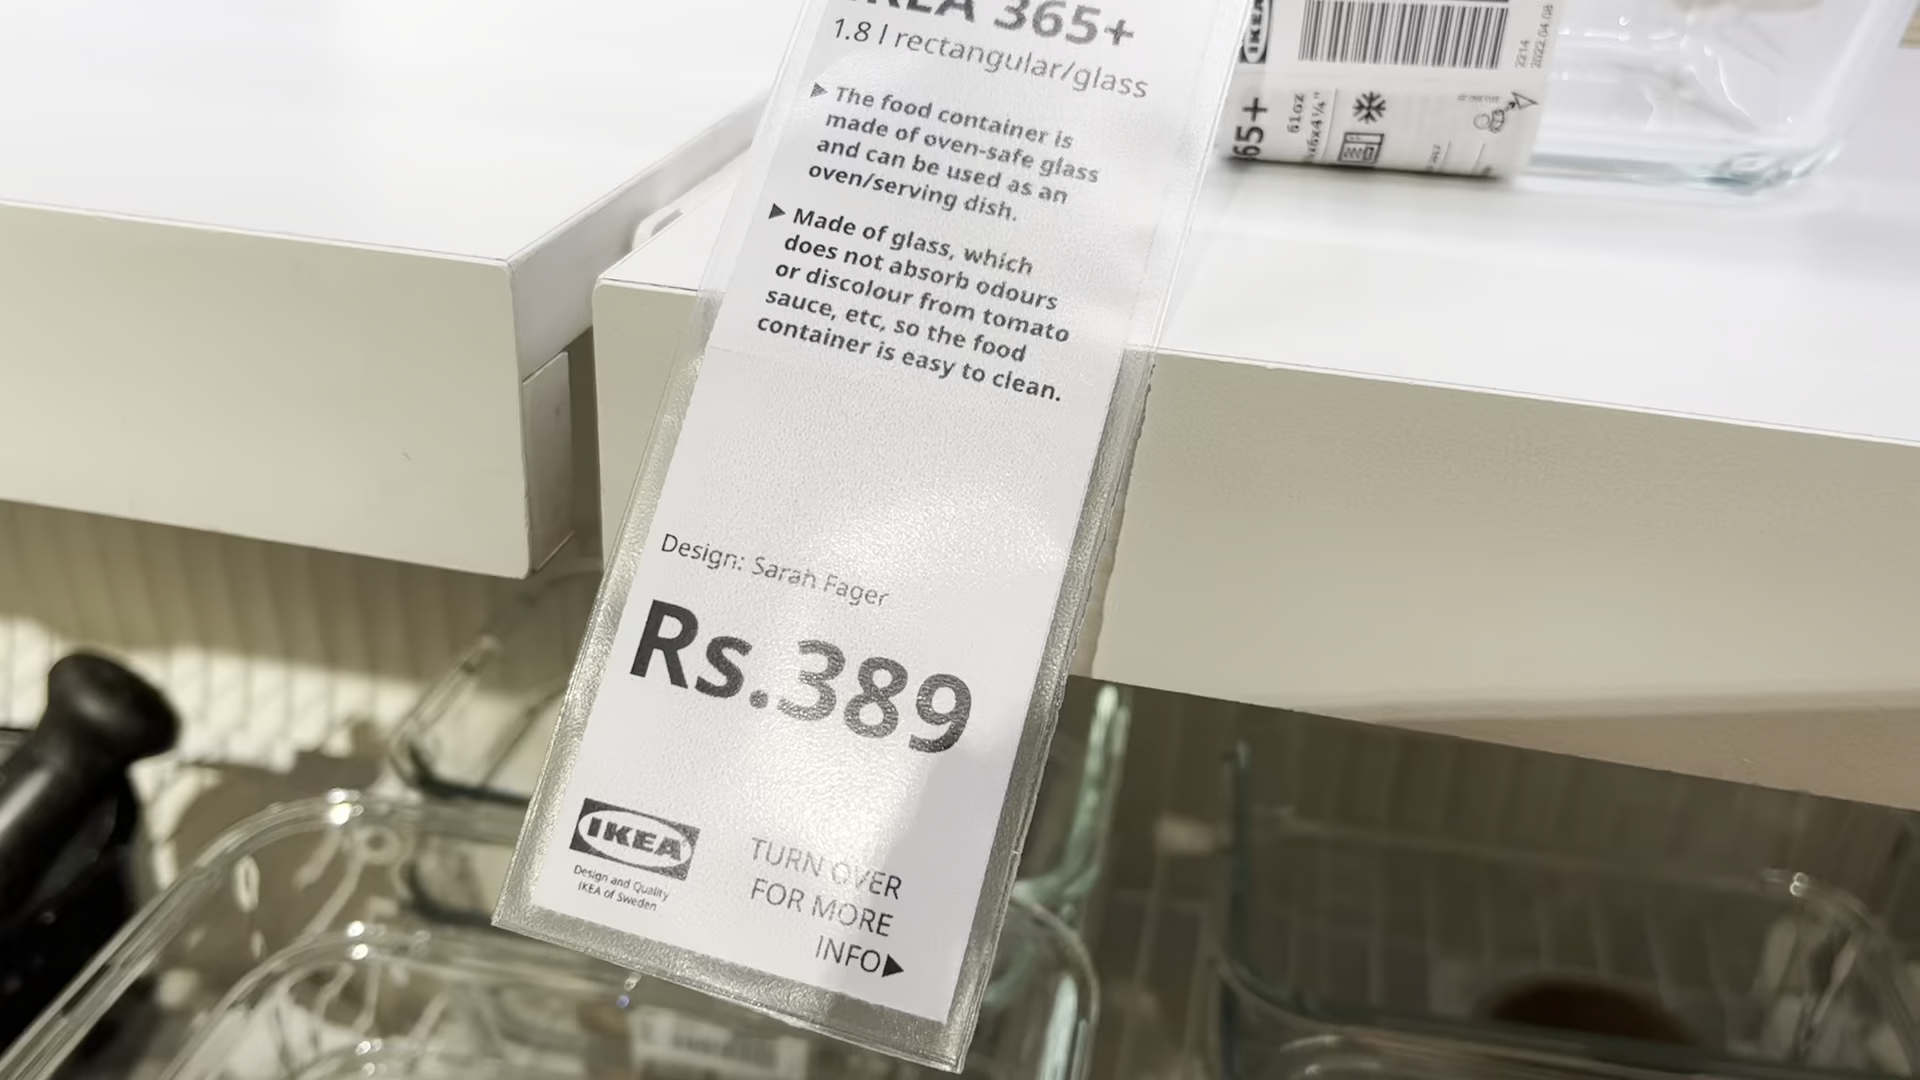 IKEA 365+
1.8 l rectangular/glass
▶ The food container is
made of oven-safe glass
and can be used as an
oven/serving dish.
▶ Made of glass, which
does not absorb odours
or discolour from tomato
sauce, etc, so the food
container is easy to clean.
Design: Sarah Fager
Rs.389
IKEA
Design and Quality
IKEA of Sweden
TURN OVER
FOR MORE
INFO▶
IKEA
2214
2022.04.08
65+
61oz